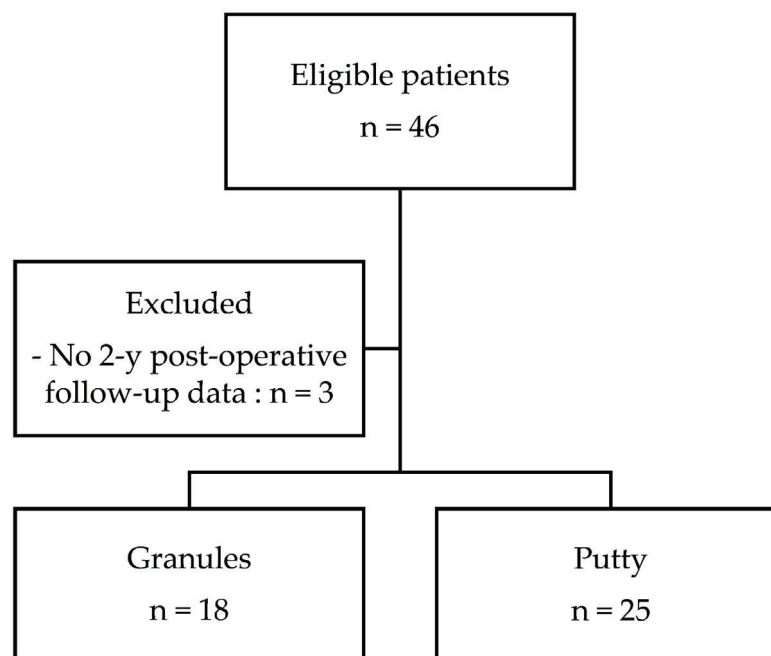 Eligible patients
n = 46
Excluded
- No 2-y post-operative
follow-up data : n = 3
Granules
n = 18
Putty
n = 25